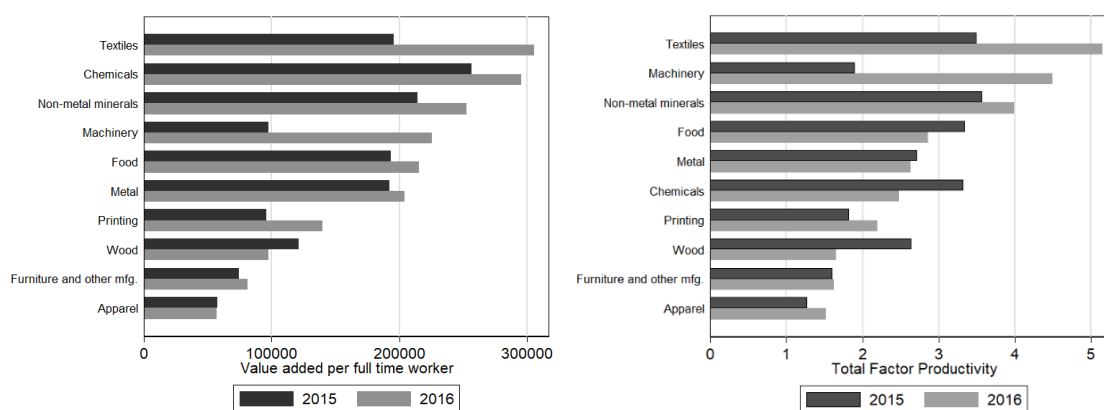 Textiles
Chemicals
Non-metal minerals
Machinery
Food
Metal
Printing
Wood
Furniture and other mfg.
Apparel
0 100000 200000 300000
Value added per full time worker
2015 2016
Textiles
Machinery
Non-metal minerals
Food
Metal
Chemicals
Printing
Wood
Furniture and other mfg.
Apparel
0 1 2 3 4 5
Total Factor Productivity
2015 2016